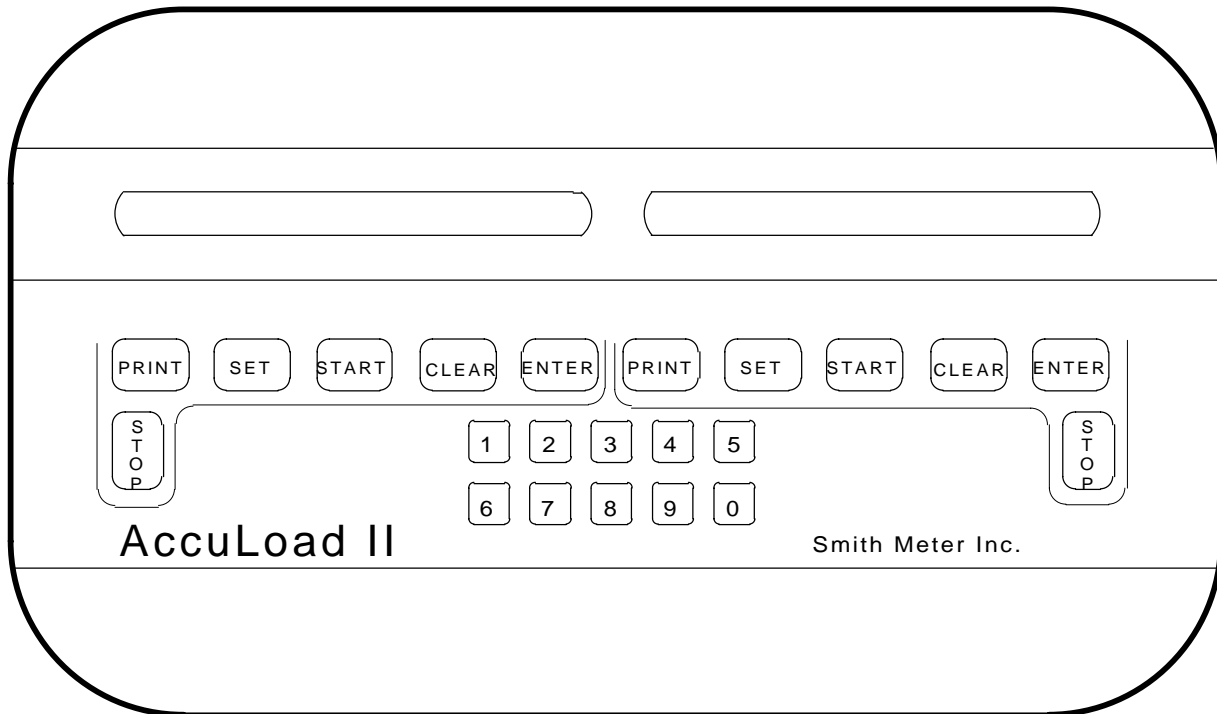 PRINT SET START CLEAR ENTER PRINT SET START CLEAR ENTER
STOP 1 2 3 4 5 STOP
6 7 8 9 0
AccuLoad II Smith Meter Inc.